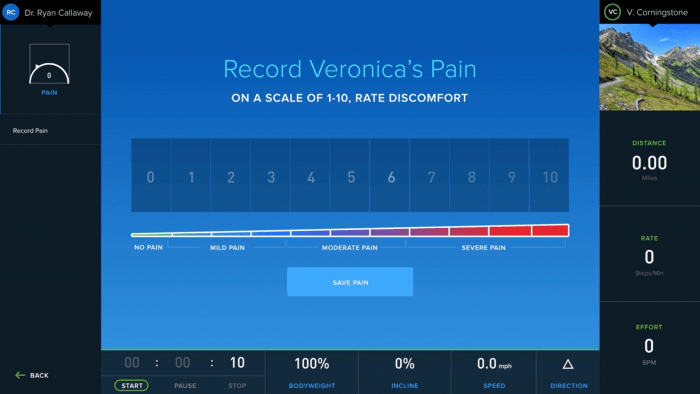 RC Dr. Ryan Callaway
0
PAIN
Record Pain
BACK
Record Veronica's Pain
ON A SCALE OF 1-10, RATE DISCOMFORT
0 1 2 3 4 5 6 7 8 9 10
NO PAIN MILD PAIN MODERATE PAIN SEVERE PAIN
SAVE PAIN
00 : 00 : 10 100% 0% 0.0 mph
START PAUSE STOP BODYWEIGHT INCLINE SPEED DIRECTION
VC V. Corningstone
DISTANCE
0.00
Miles
RATE
0
Steps/Min
EFFORT
0
BPM